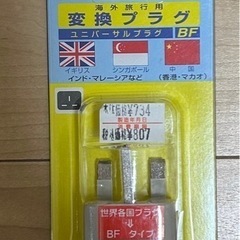 海外旅行用
変換プラグ
ユニバーサルプラグ BF
イギリス
シンガポール
中国
(香港・マカオ)
インド・マレーシアなど
¥734
¥807
世界各国プラグ
BF タイプ